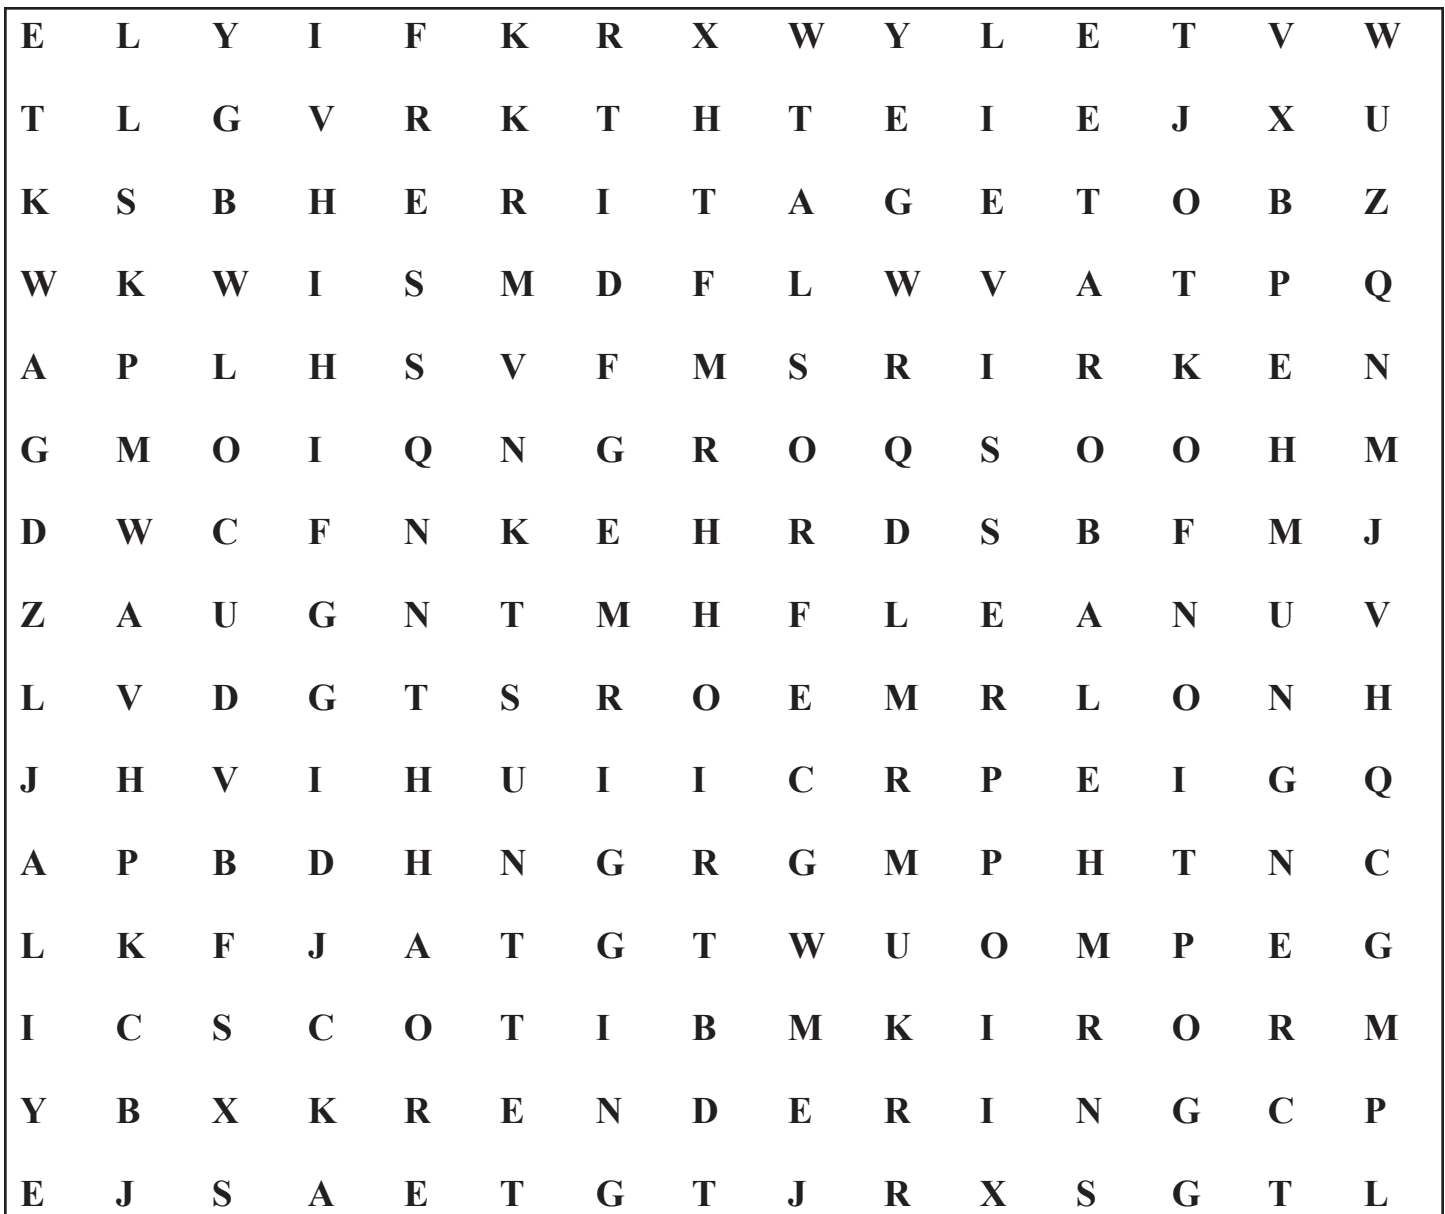 E L Y I F K R X W Y L E T V W
T L G V R K T H T E I E J X U
K S B H E R I T A G E T O B Z
W K W I S M D F L W V A T P Q
A P L H S V F M S R I R K E N
G M O I Q N G R O Q S O O H M
D W C F N K E H R D S B F M J
Z A U G N T M H F L E A N U V
L V D G T S R O E M R L O N H
J H V I H U I I C R P E I G Q
A P B D H N G R G M P H T N C
L K F J A T G T W U O M P E G
I C S C O T I B M K I R O R M
Y B X K R E N D E R I N G C P
E J S A E T G T J R X S G T L